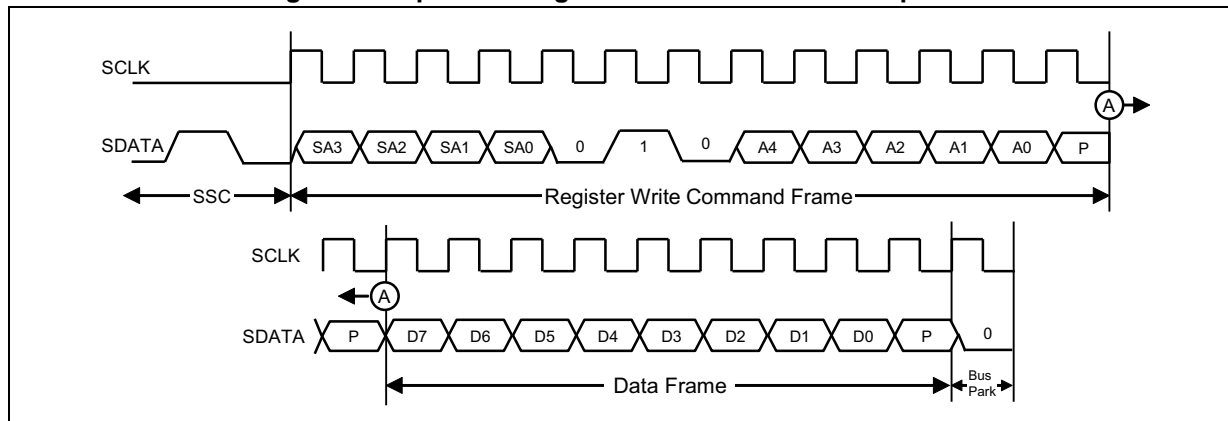 SCLK
A
SDATA SA3 SA2 SA1 SA0 0 1 0 A4 A3 A2 A1 A0 P
SSC Register Write Command Frame
SCLK
A
SDATA P D7 D6 D5 D4 D3 D2 D1 D0 P 0
Data Frame Bus
Park